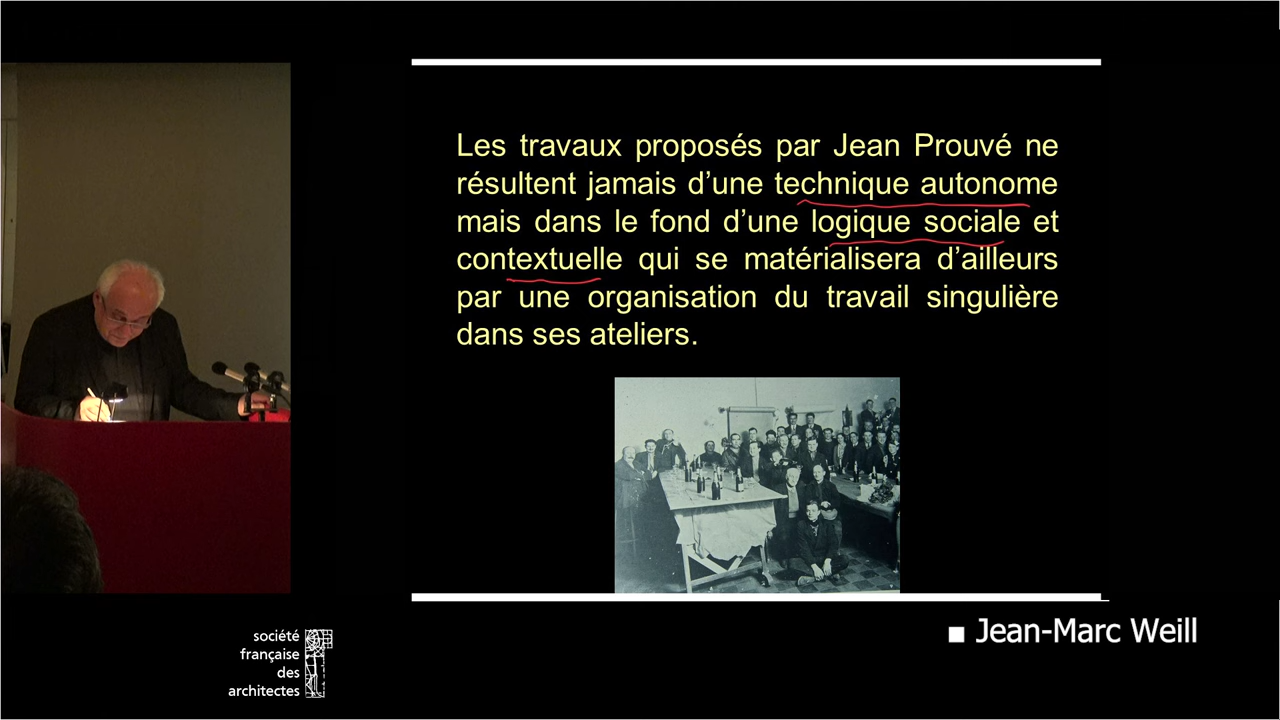 Les travaux proposés par Jean Prouvé ne
résultent jamais d’une technique autonome
mais dans le fond d’une logique sociale et
contextuelle qui se matérialisera d’ailleurs
par une organisation du travail singulière
dans ses ateliers.
société
française
des
architectes
■ Jean-Marc Weill